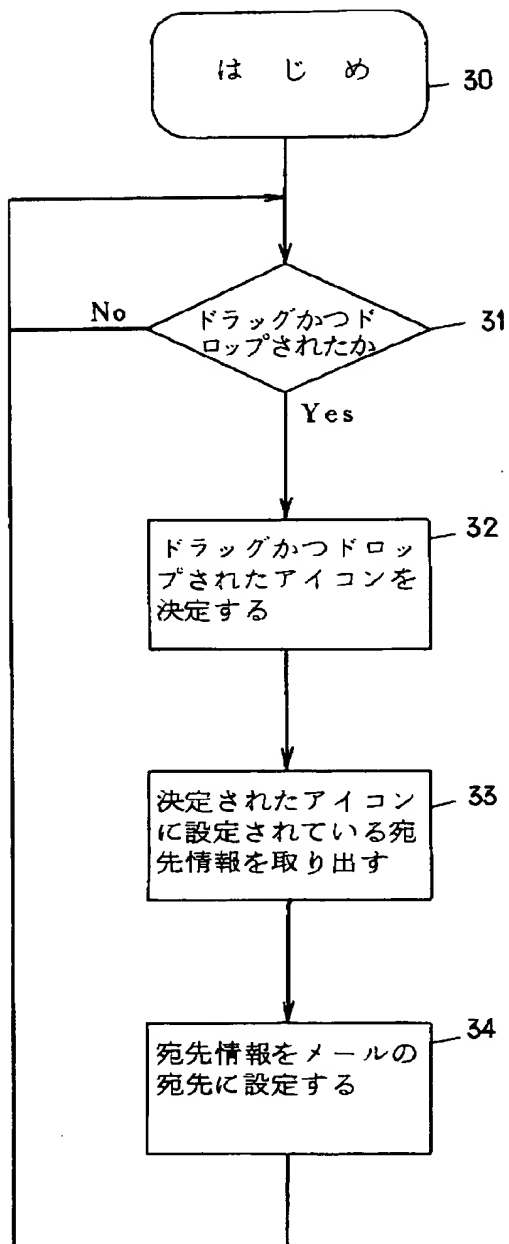 はじめ
30
No
ドラッグかつド
ロップされたか
31
Yes
32
ドラッグかつドロッ
プされたアイコンを
決定する
33
決定されたアイコン
に設定されている宛
先情報を取り出す
34
宛先情報をメールの
宛先に設定する